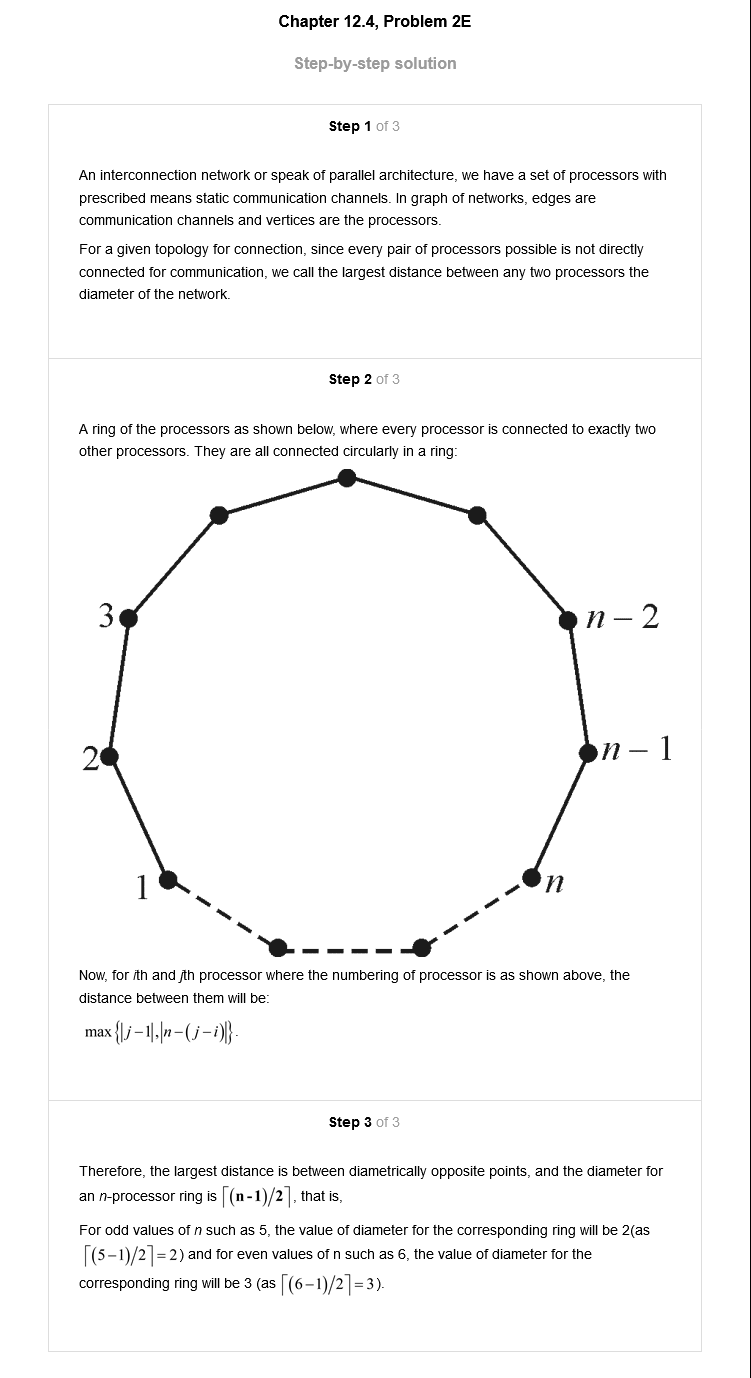 Chapter 12.4, Problem 2E
Step-by-step solution
Step 1 of 3
An interconnection network or speak of parallel architecture, we have a set of processors with
prescribed means static communication channels. In graph of networks, edges are
communication channels and vertices are the processors.
For a given topology for connection, since every pair of processors possible is not directly
connected for communication, we call the largest distance between any two processors the
diameter of the network.
Step 2 of 3
A ring of the processors as shown below, where every processor is connected to exactly two
other processors. They are all connected circularly in a ring:
3
n – 2
2
n – 1
1
n
Now, for ith and jth processor where the numbering of processor is as shown above, the
distance between them will be:
max{|j−1|,|n−(j−i)|}.
Step 3 of 3
Therefore, the largest distance is between diametrically opposite points, and the diameter for
an n-processor ring is ⌈(n-1)/2⌉, that is,
For odd values of n such as 5, the value of diameter for the corresponding ring will be 2(as
⌈(5−1)/2⌉=2) and for even values of n such as 6, the value of diameter for the
corresponding ring will be 3 (as ⌈(6−1)/2⌉=3).